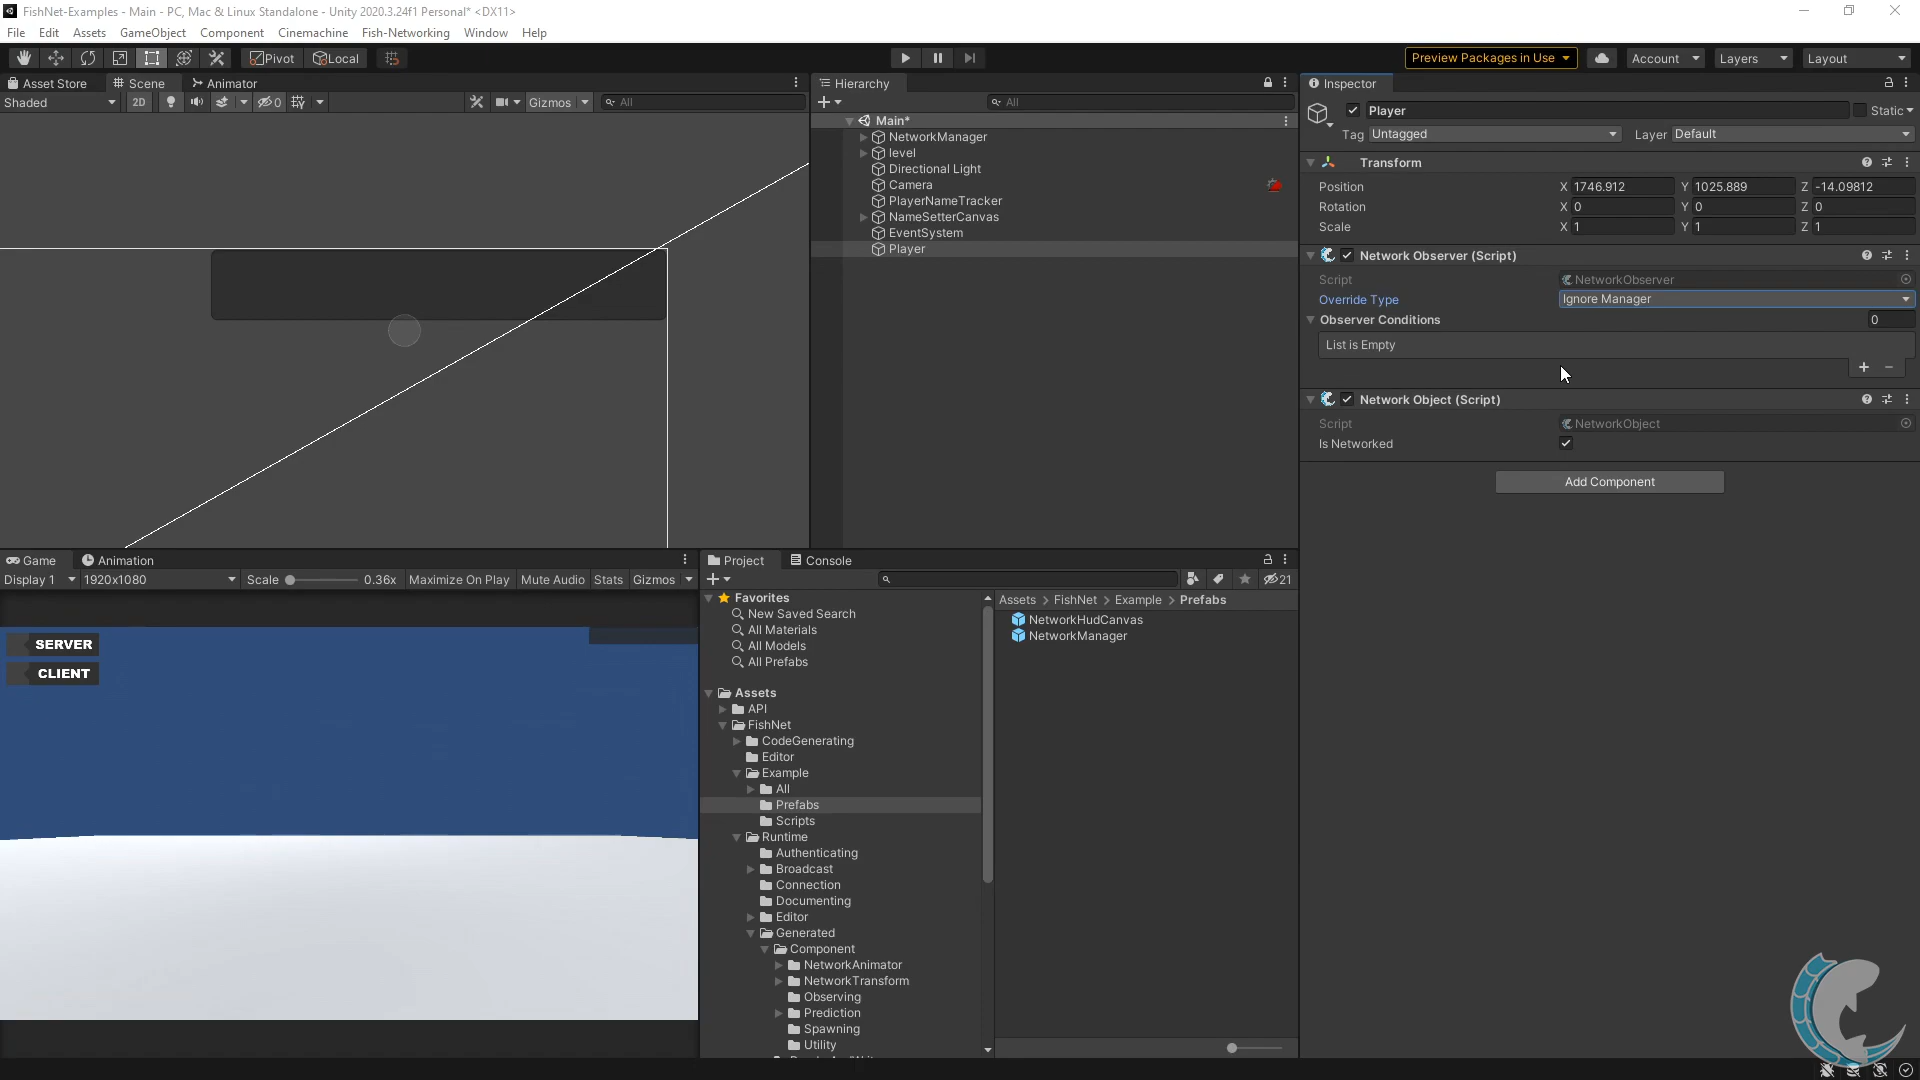 FishNet-Examples - Main - PC, Mac & Linux Standalone - Unity 2020.3.24f1 Personal* <DX11>
File Edit Assets GameObject Component Cinemachine Fish-Networking Window Help
Pivot Local Preview Packages in Use Account Layers Layout
Asset Store Scene Animator
Shaded 2D 0 Gizmos All
Hierarchy
All
Main*
NetworkManager
level
Directional Light
Camera
PlayerNameTracker
NameSetterCanvas
EventSystem
Player
Inspector
Player Static
Tag Untagged Layer Default
Transform
Position X 1746.912 Y 1025.889 Z -14.09812
Rotation X 0 Y 0 Z 0
Scale X 1 Y 1 Z 1
Network Observer (Script)
Script NetworkObserver
Override Type Ignore Manager
Observer Conditions 0
List is Empty
+ −
Network Object (Script)
Script NetworkObject
Is Networked
Add Component
Game Animation
Display 1 1920x1080 Scale 0.36x Maximize On Play Mute Audio Stats Gizmos
SERVER
CLIENT
Project Console
21
Favorites
New Saved Search
All Materials
All Models
All Prefabs
Assets
API
FishNet
CodeGenerating
Editor
Example
All
Prefabs
Scripts
Runtime
Authenticating
Broadcast
Connection
Documenting
Editor
Generated
Component
NetworkAnimator
NetworkTransform
Observing
Prediction
Spawning
Utility
Assets > FishNet > Example > Prefabs
NetworkHudCanvas
NetworkManager